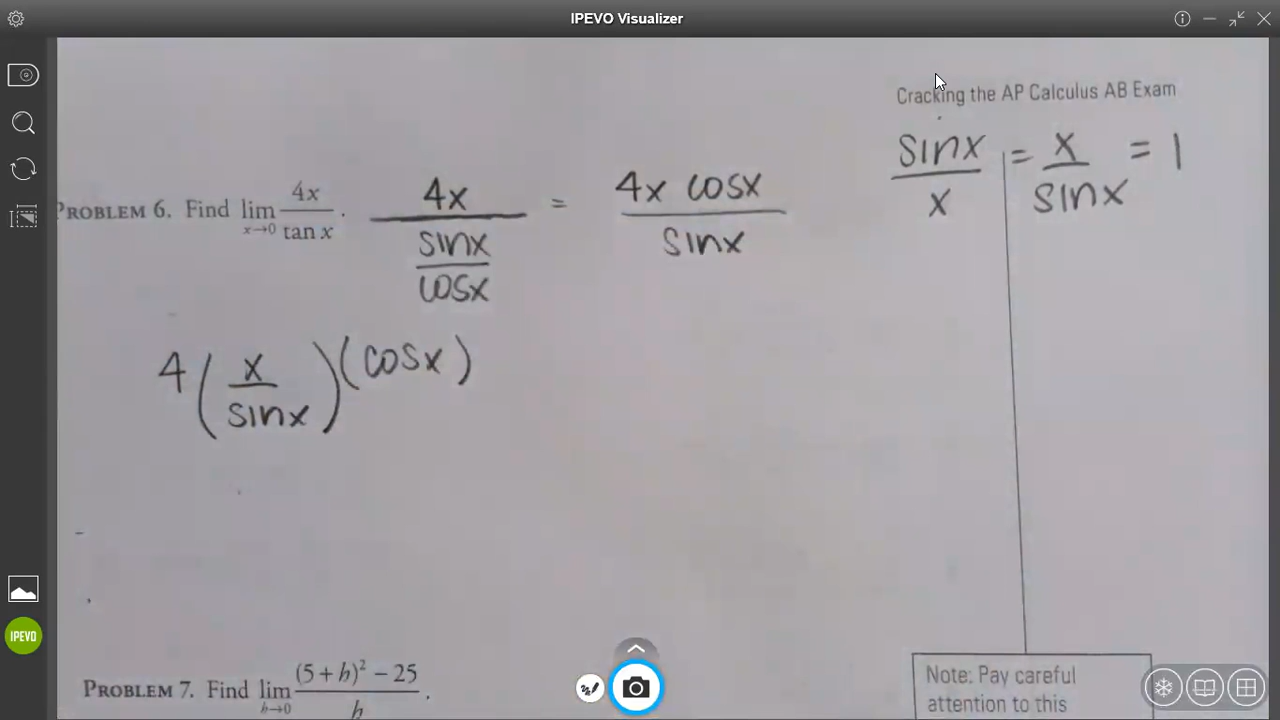 IPEVO Visualizer
Cracking the AP Calculus AB Exam
sinx / x = x / sinx = 1
PROBLEM 6. Find lim x→0 4x / tan x . 4x / (sinx / cosx) = 4x cosx / sinx
4 ( x / sinx ) (cosx)
IPEVO
PROBLEM 7. Find lim h→0 (5 + h)² − 25 / h .
Note: Pay careful
attention to this